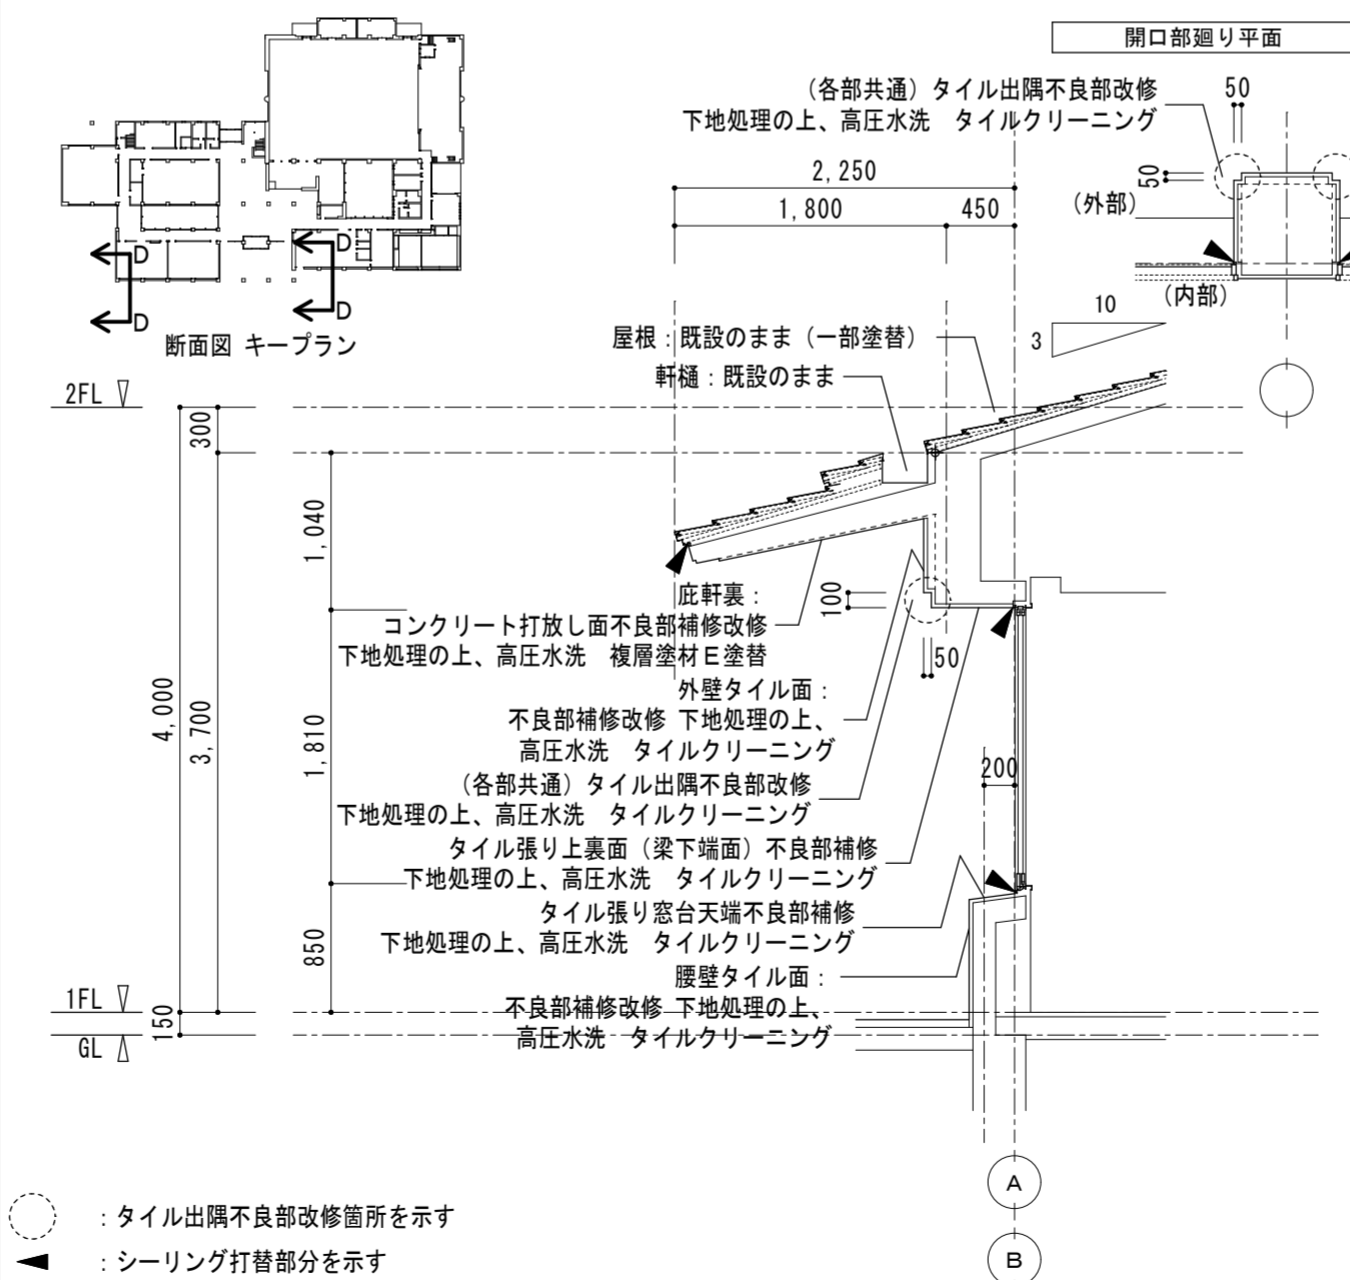 開口部廻り平面
(各部共通) タイル出隅不良部改修
下地処理の上、高圧水洗 タイルクリーニング
50
50
(外部)
(内部)
2,250
1,800
450
10
3
D
D
D
D
断面図 キープラン
屋根：既設のまま (一部塗替)
軒樋：既設のまま
2FL
300
1,040
4,000
3,700
1,810
850
1FL
150
GL
100
50
200
庇軒裏：
コンクリート打放し面不良部補修改修
下地処理の上、高圧水洗 複層塗材E塗替
外壁タイル面：
不良部補修改修 下地処理の上、
高圧水洗 タイルクリーニング
(各部共通) タイル出隅不良部改修
下地処理の上、高圧水洗 タイルクリーニング
タイル張り上裏面 (梁下端面) 不良部補修
下地処理の上、高圧水洗 タイルクリーニング
タイル張り窓台天端不良部補修
下地処理の上、高圧水洗 タイルクリーニング
腰壁タイル面：
不良部補修改修 下地処理の上、
高圧水洗 タイルクリーニング
A
B
：タイル出隅不良部改修箇所を示す
：シーリング打替部分を示す